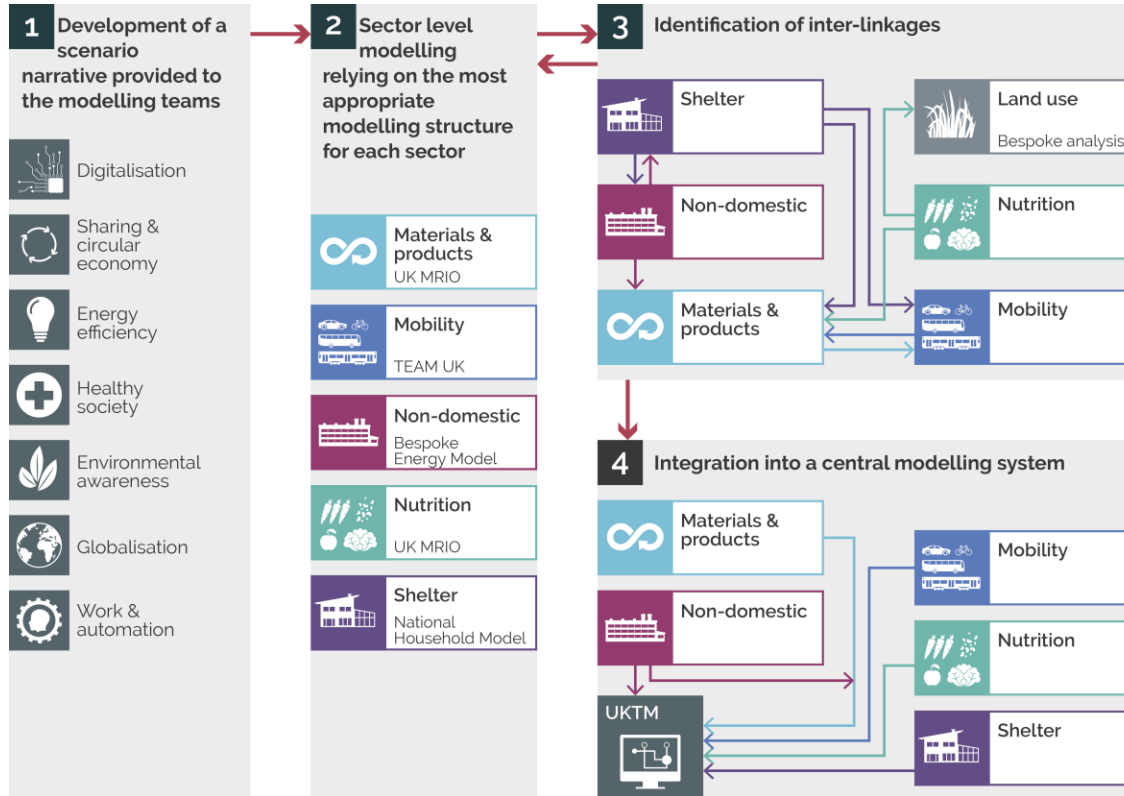 1 Development of a
scenario
narrative provided to
the modelling teams
Digitalisation
Sharing &
circular
economy
Energy
efficiency
Healthy
society
Environmental
awareness
Globalisation
Work &
automation
2 Sector level
modelling
relying on the most
appropriate
modelling structure
for each sector
Materials &
products
UK MRIO
Mobility
TEAM UK
Non-domestic
Bespoke
Energy Model
Nutrition
UK MRIO
Shelter
National
Household Model
3 Identification of inter-linkages
Shelter
Non-domestic
Materials &
products
Land use
Bespoke analysis
Nutrition
Mobility
4 Integration into a central modelling system
Materials &
products
Non-domestic
UKTM
Mobility
Nutrition
Shelter